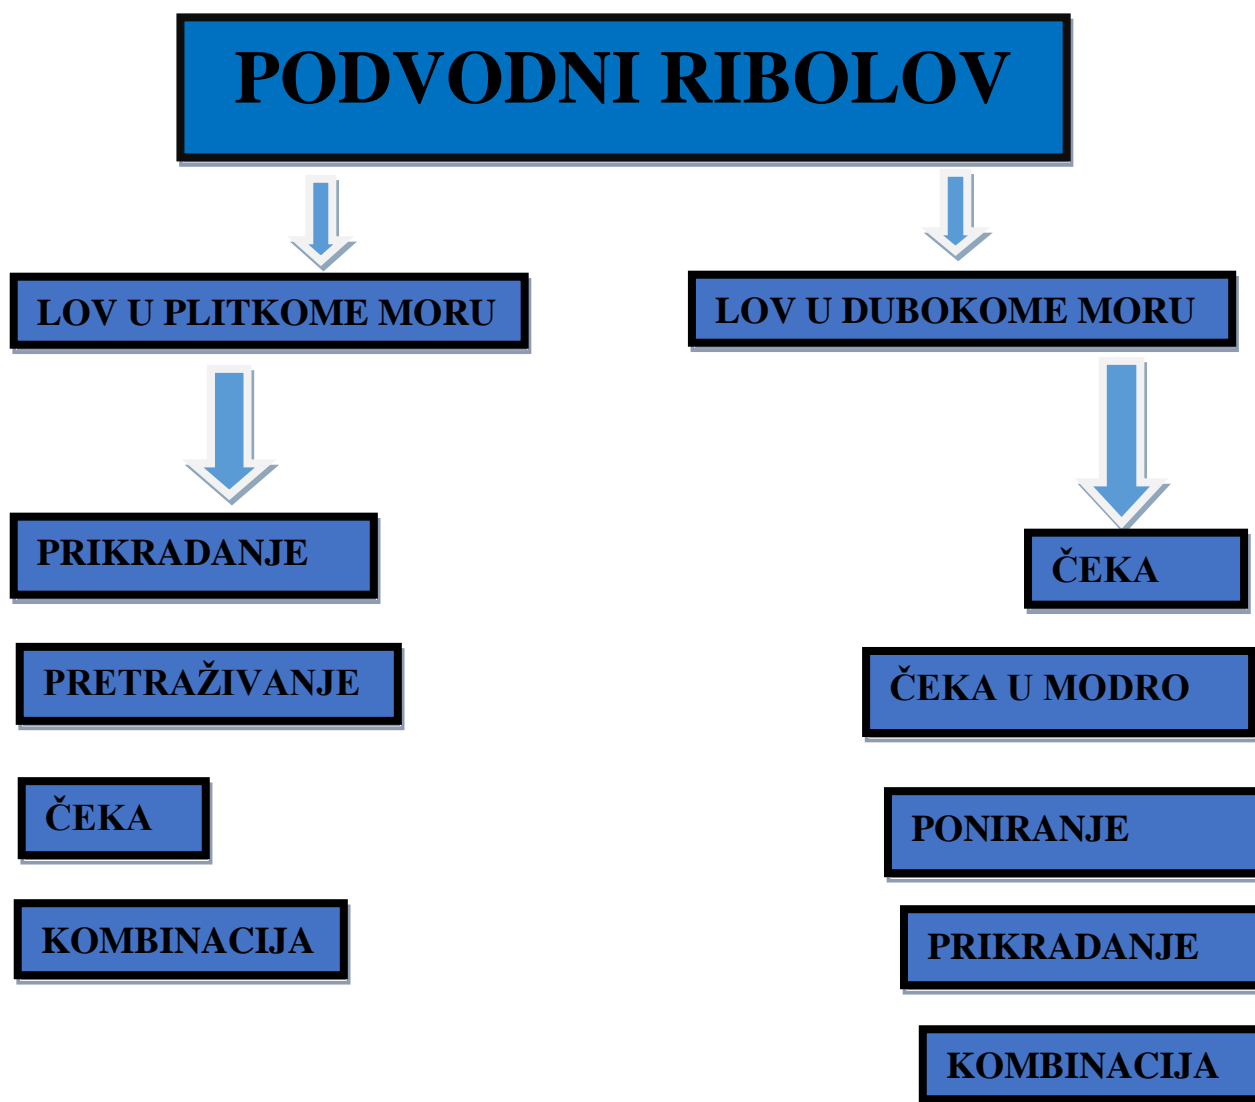 PODVODNI RIBOLOV
LOV U PLITKOME MORU
LOV U DUBOKOME MORU
PRIKRADANJE
PRETRAŽIVANJE
ČEKA
KOMBINACIJA
ČEKA
ČEKA U MODRO
PONIRANJE
PRIKRADANJE
KOMBINACIJA